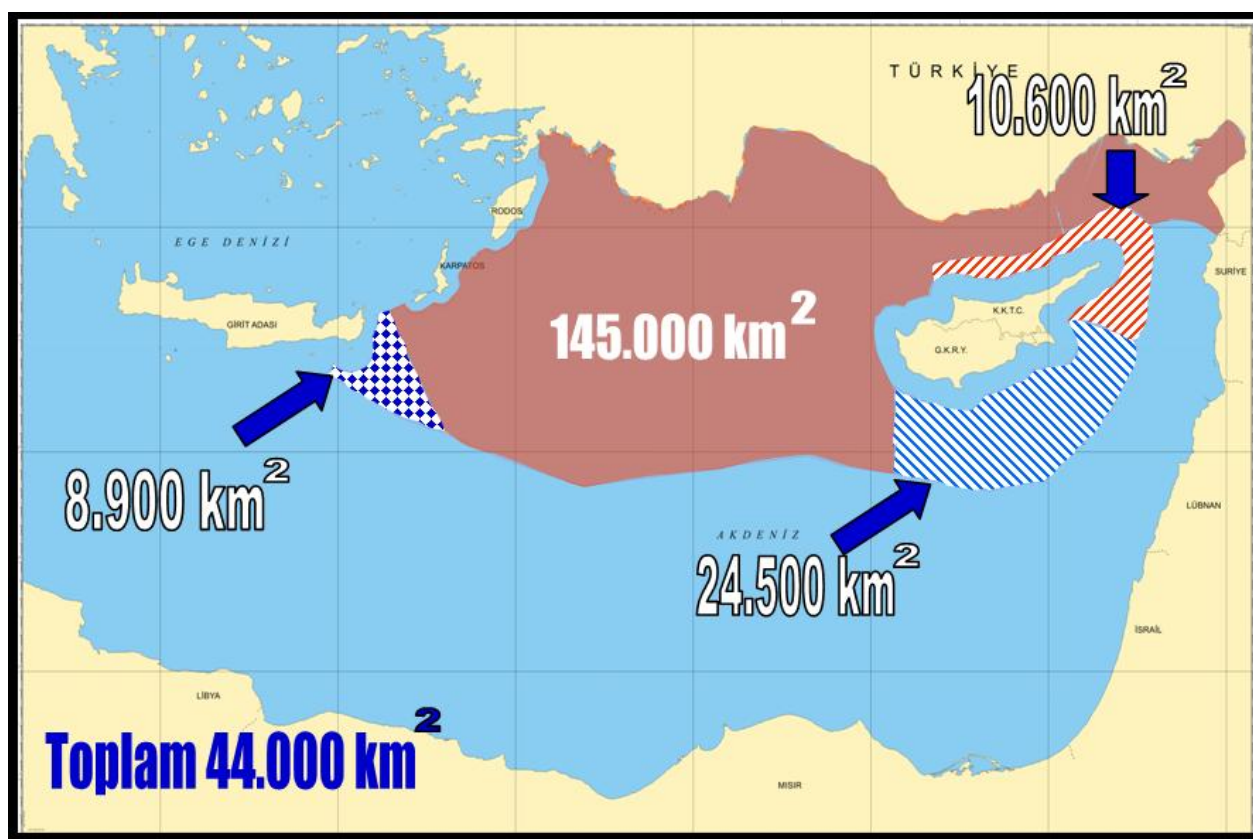 TÜRKİYE
10.600 km²
RODOS
EGE DENİZİ
KARPATOS
SURİYE
GİRİT ADASI
K.K.T.C.
145.000 km²
G.K.R.Y.
8.900 km²
LÜBNAN
AKDENİZ
24.500 km²
İSRAİL
LİBYA
Toplam 44.000 km²
MISIR